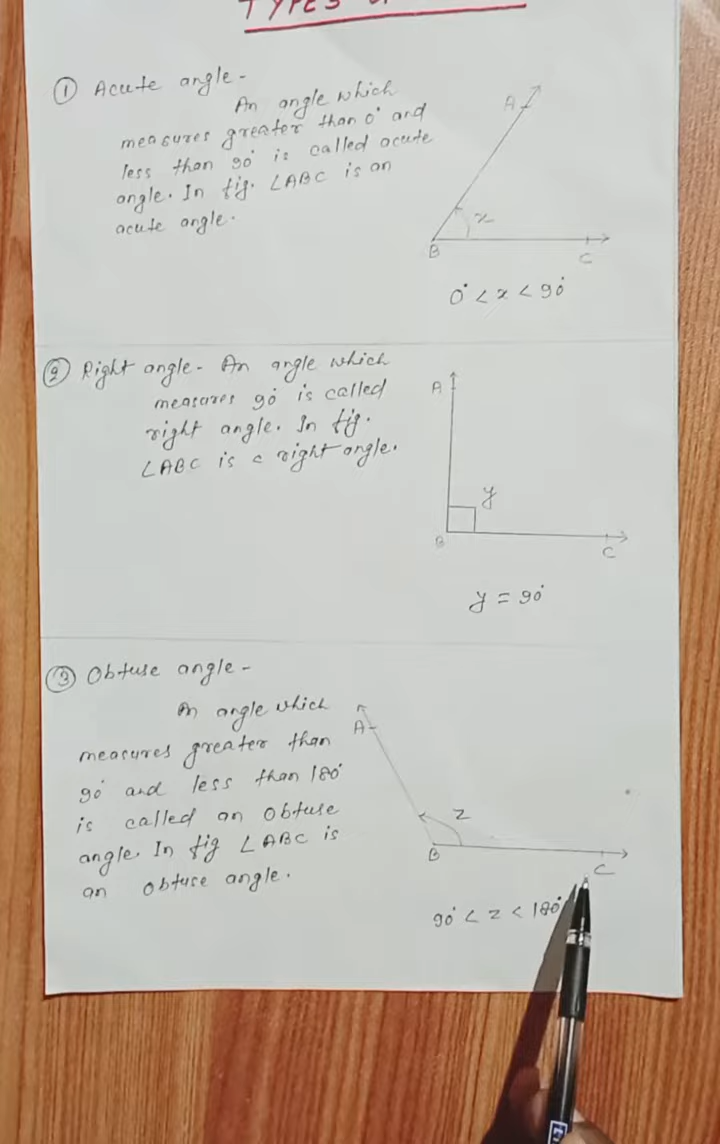 TYPES
① Acute angle -
An angle which
measures greater than 0° and
less than 90° is called acute
angle. In fig. ∠ABC is an
acute angle.
A
x
B
C
0° < x < 90°
② Right angle - An angle which
measures 90° is called
right angle. In fig.
∠ABC is a right angle.
A
y
B
C
y = 90°
③ Obtuse angle -
An angle which
measures greater than
90° and less than 180°
is called an obtuse
angle. In fig ∠ABC is
an obtuse angle.
A
z
B
C
90° < z < 180°